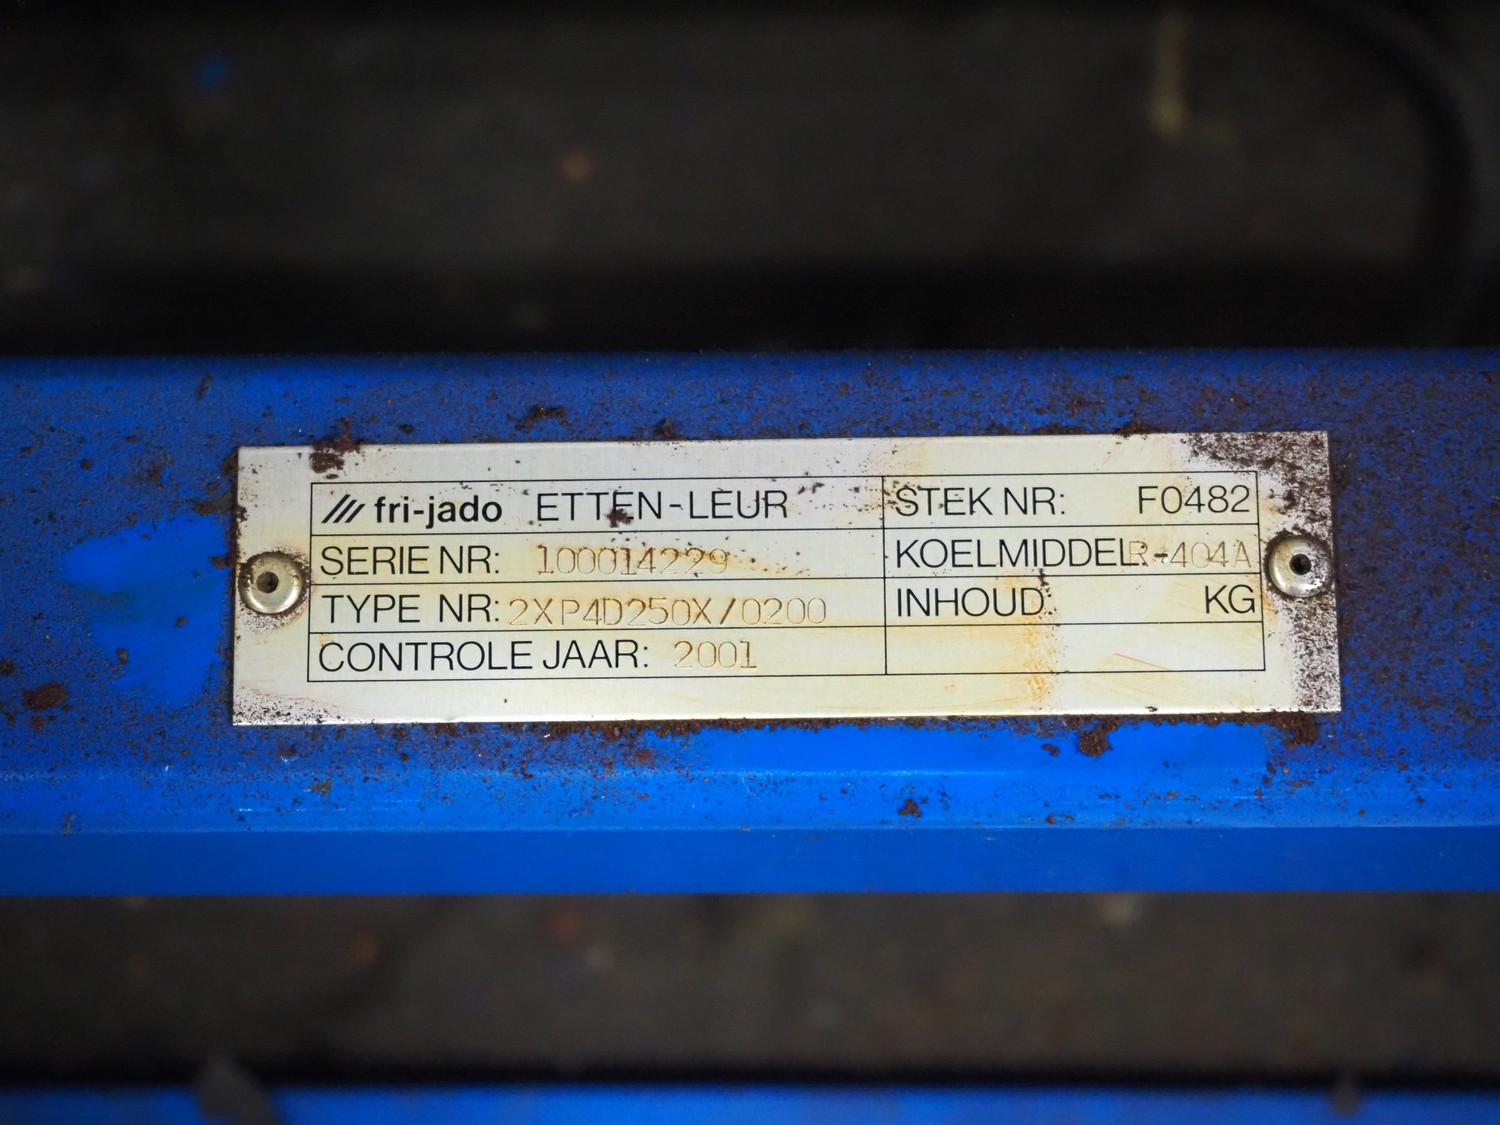 fri-jado ETTEN-LEUR
STEK NR: F0482
SERIE NR: 100014229
KOELMIDDEL R-404A
TYPE NR: 2XP4D250X/0200
INHOUD: KG
CONTROLE JAAR: 2001